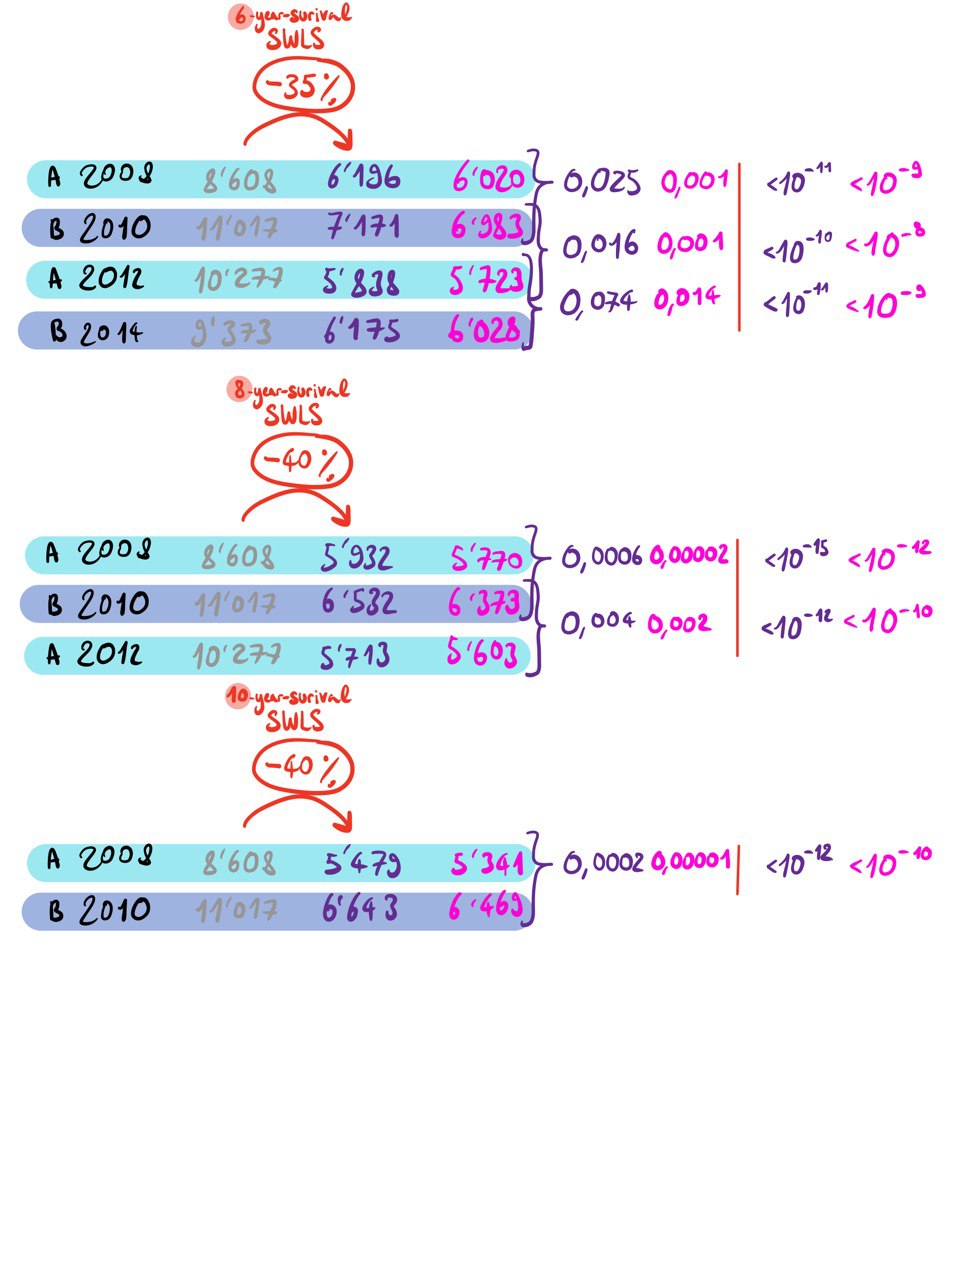 6-year-surival
SWLS
-35%
A 2008 8'608 6'196 6'020 0,025 0,001 <10⁻¹¹ <10⁻⁹
B 2010 11'017 7'171 6'983 0,016 0,001 <10⁻¹⁰ <10⁻⁸
A 2012 10'277 5'838 5'723 0,074 0,014 <10⁻¹¹ <10⁻⁹
B 2014 9'373 6'175 6'028
8-year-surival
SWLS
-40%
A 2008 8'608 5'932 5'770 0,0006 0,00002 <10⁻¹⁵ <10⁻¹²
B 2010 11'017 6'532 6'373 0,004 0,002 <10⁻¹² <10⁻¹⁰
A 2012 10'277 5'713 5'603
10-year-surival
SWLS
-40%
A 2008 8'608 5'479 5'341 0,0002 0,00001 <10⁻¹² <10⁻¹⁰
B 2010 11'017 6'643 6'469